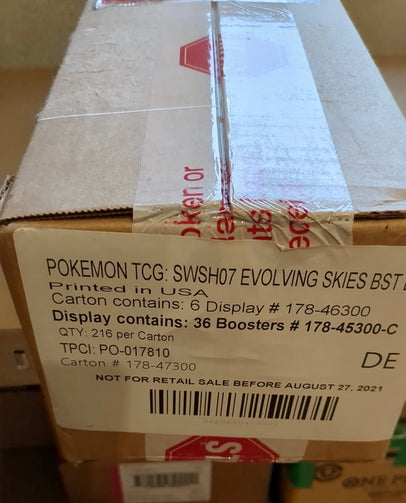 oken or
POKEMON TCG: SWSH07 EVOLVING SKIES BST
Printed in USA
Carton contains: 6 Display # 178-46300
Display contains: 36 Boosters # 178-45300-C
QTY: 216 per Carton
TPCI: PO-017810
DE
Carton # 178-47300
NOT FOR RETAIL SALE BEFORE AUGUST 27, 2021
S